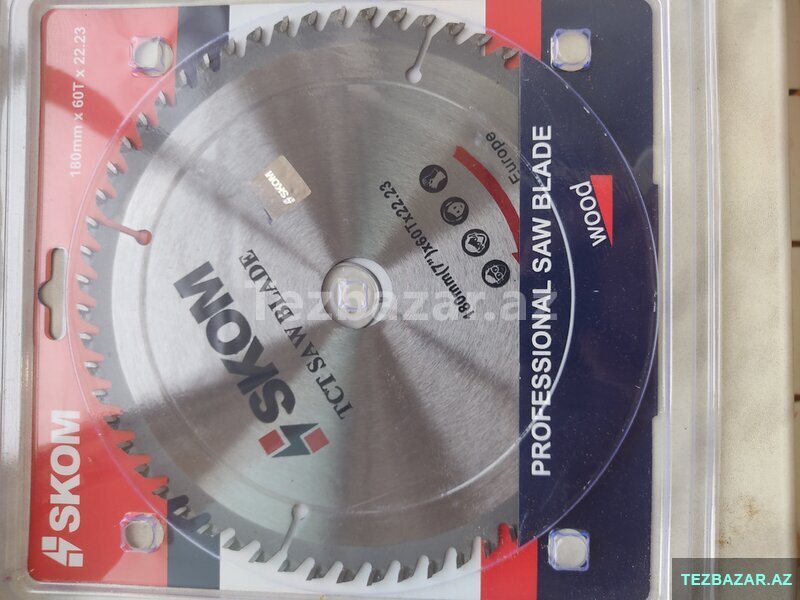 180mm x 60T x 22.23
SKOM
SKOM
SKOM
TCT SAW BLADE
180mm(7")X60TX22.23
Europe
PROFESSIONAL SAW BLADE
wood
Tezbazar.az
TEZBAZAR.AZ